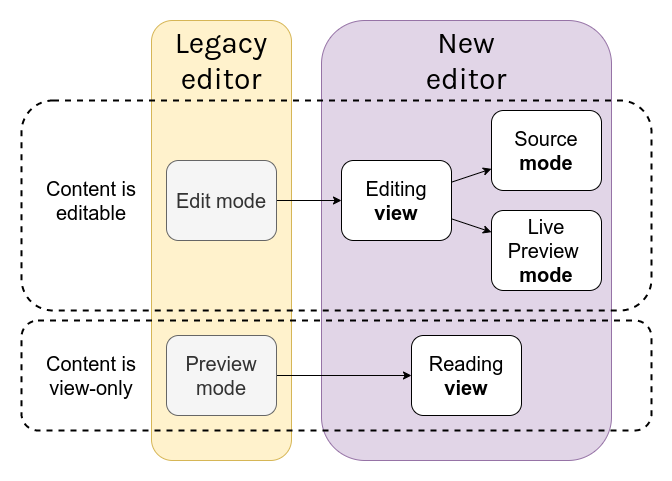 Legacy
editor
New
editor
Content is
editable
Edit mode
Editing
view
Source
mode
Live
Preview
mode
Content is
view-only
Preview
mode
Reading
view